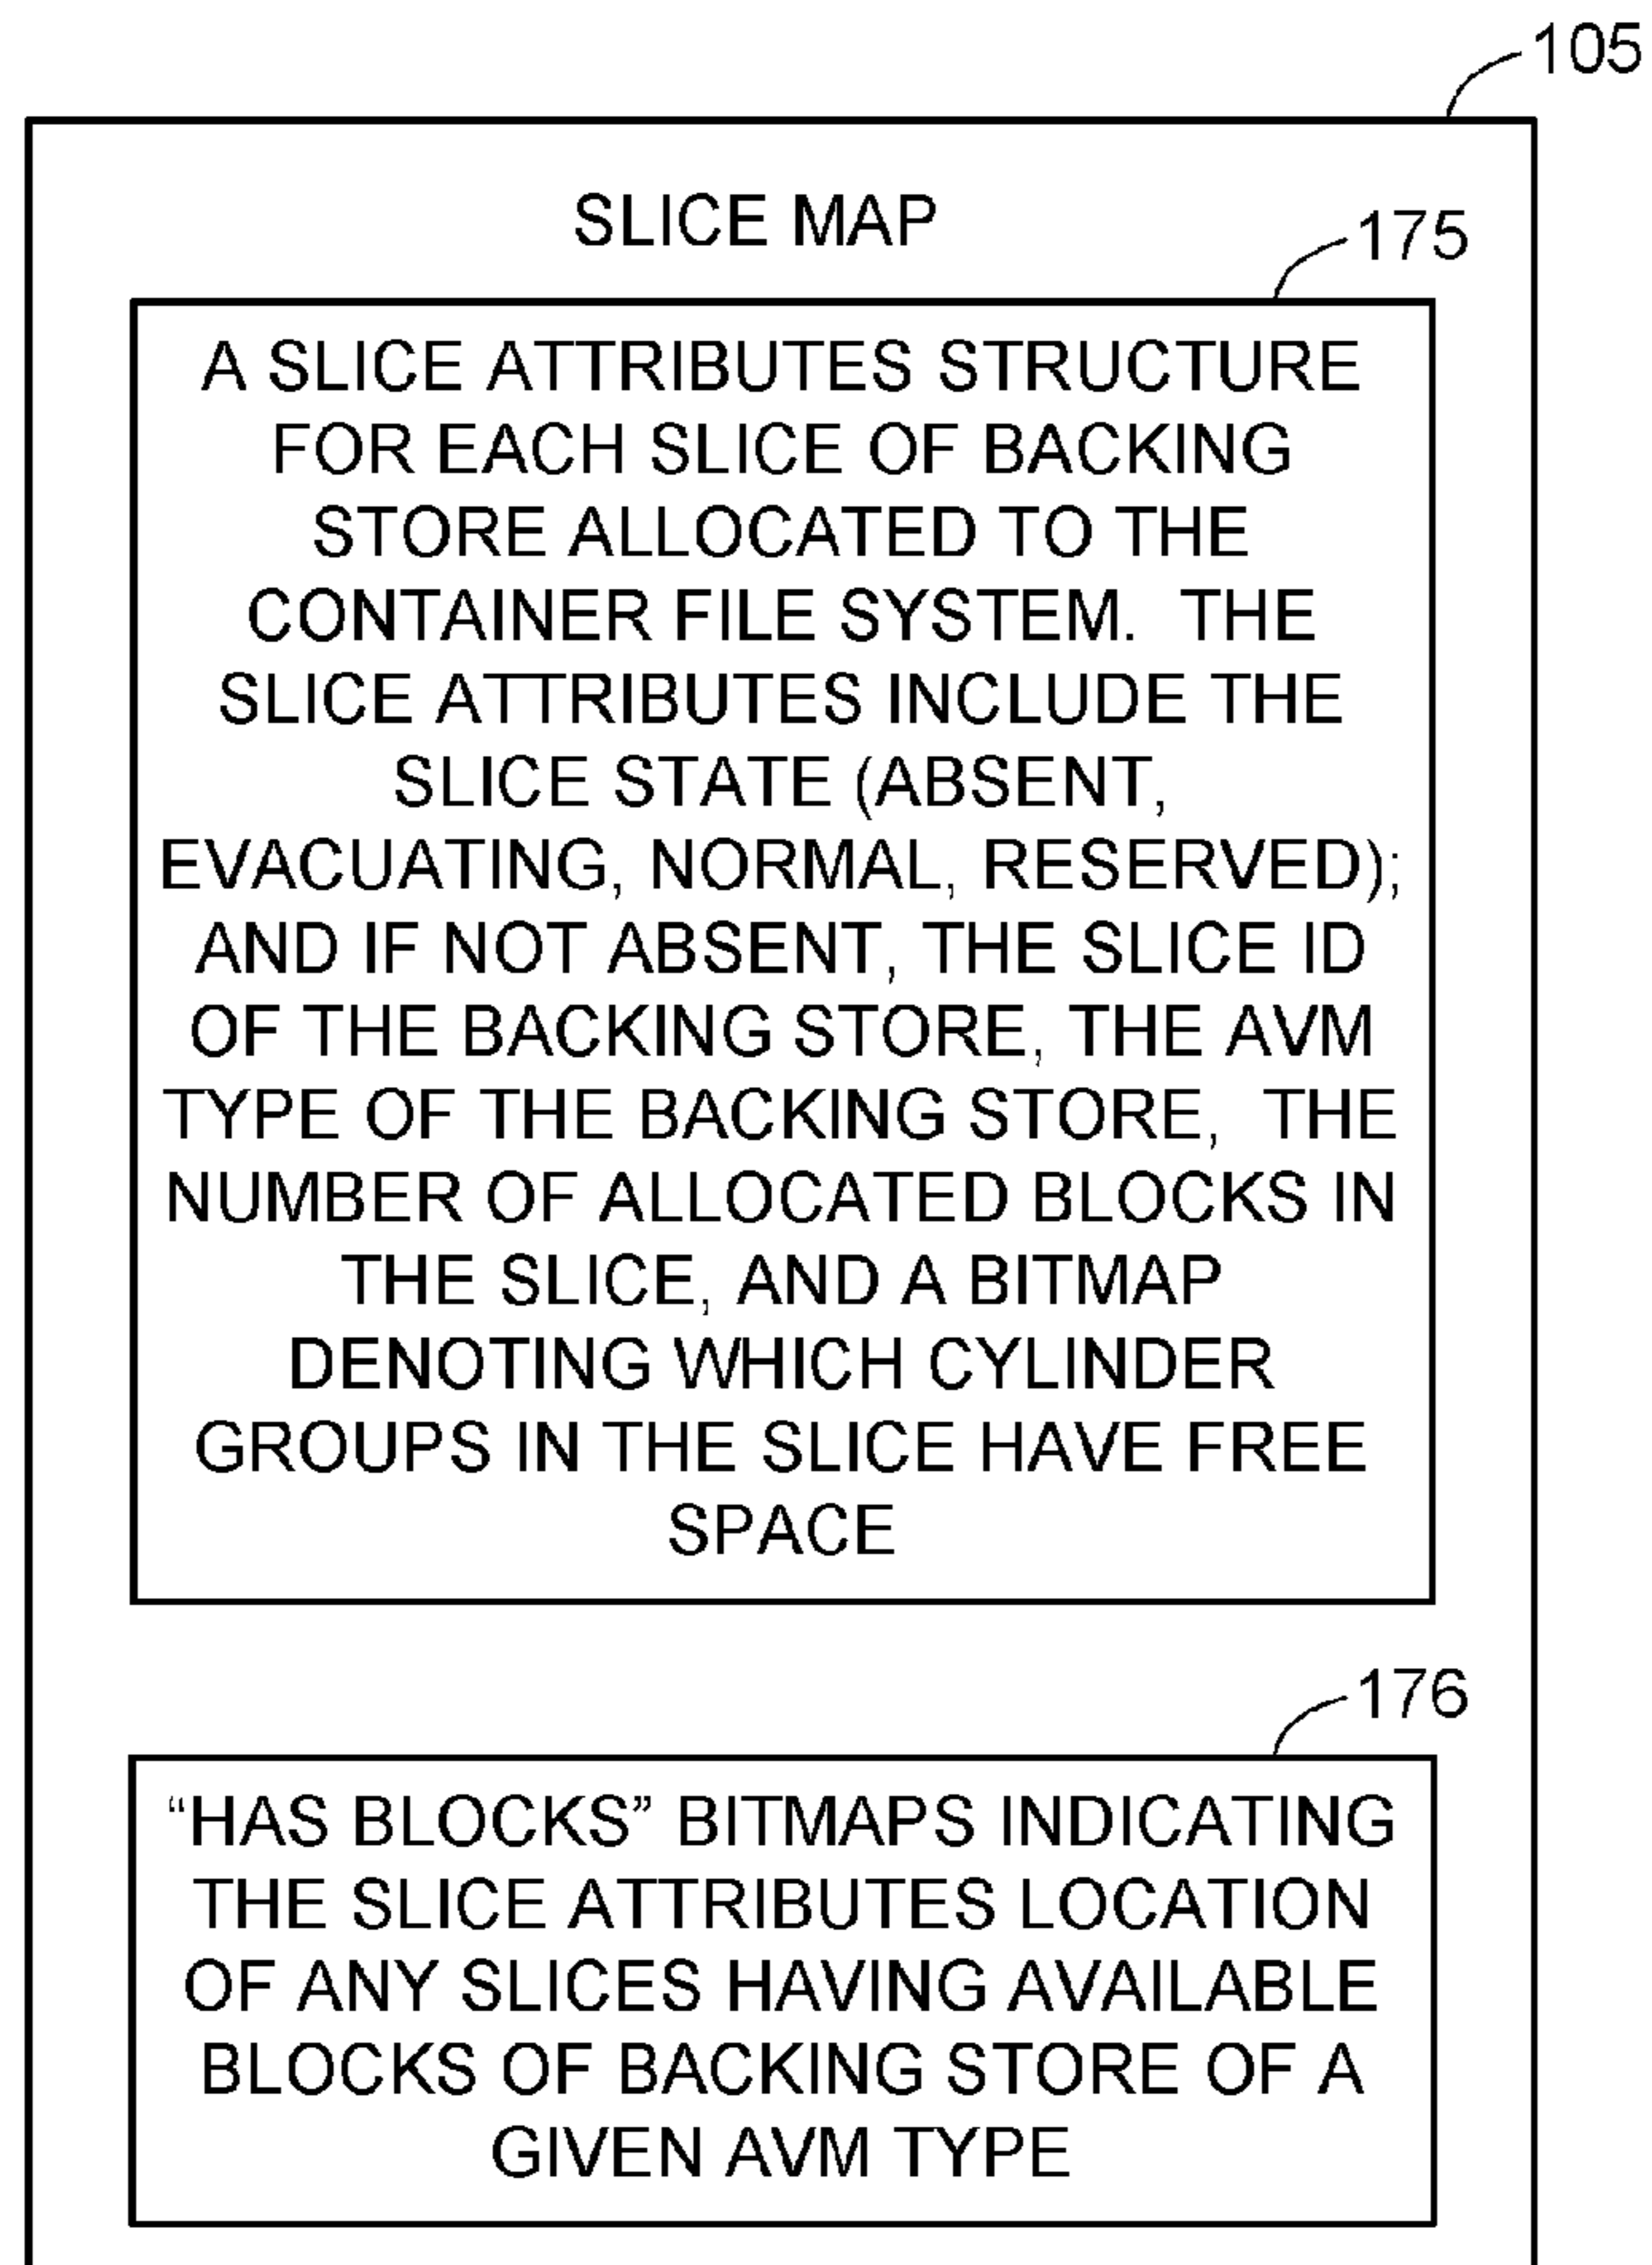 105
SLICE MAP
175
A SLICE ATTRIBUTES STRUCTURE
FOR EACH SLICE OF BACKING
STORE ALLOCATED TO THE
CONTAINER FILE SYSTEM.  THE
SLICE ATTRIBUTES INCLUDE THE
SLICE STATE (ABSENT,
EVACUATING, NORMAL, RESERVED);
AND IF NOT ABSENT, THE SLICE ID
OF THE BACKING STORE, THE AVM
TYPE OF THE BACKING STORE,  THE
NUMBER OF ALLOCATED BLOCKS IN
THE SLICE, AND A BITMAP
DENOTING WHICH CYLINDER
GROUPS IN THE SLICE HAVE FREE
SPACE
176
“HAS BLOCKS” BITMAPS INDICATING
THE SLICE ATTRIBUTES LOCATION
OF ANY SLICES HAVING AVAILABLE
BLOCKS OF BACKING STORE OF A
GIVEN AVM TYPE